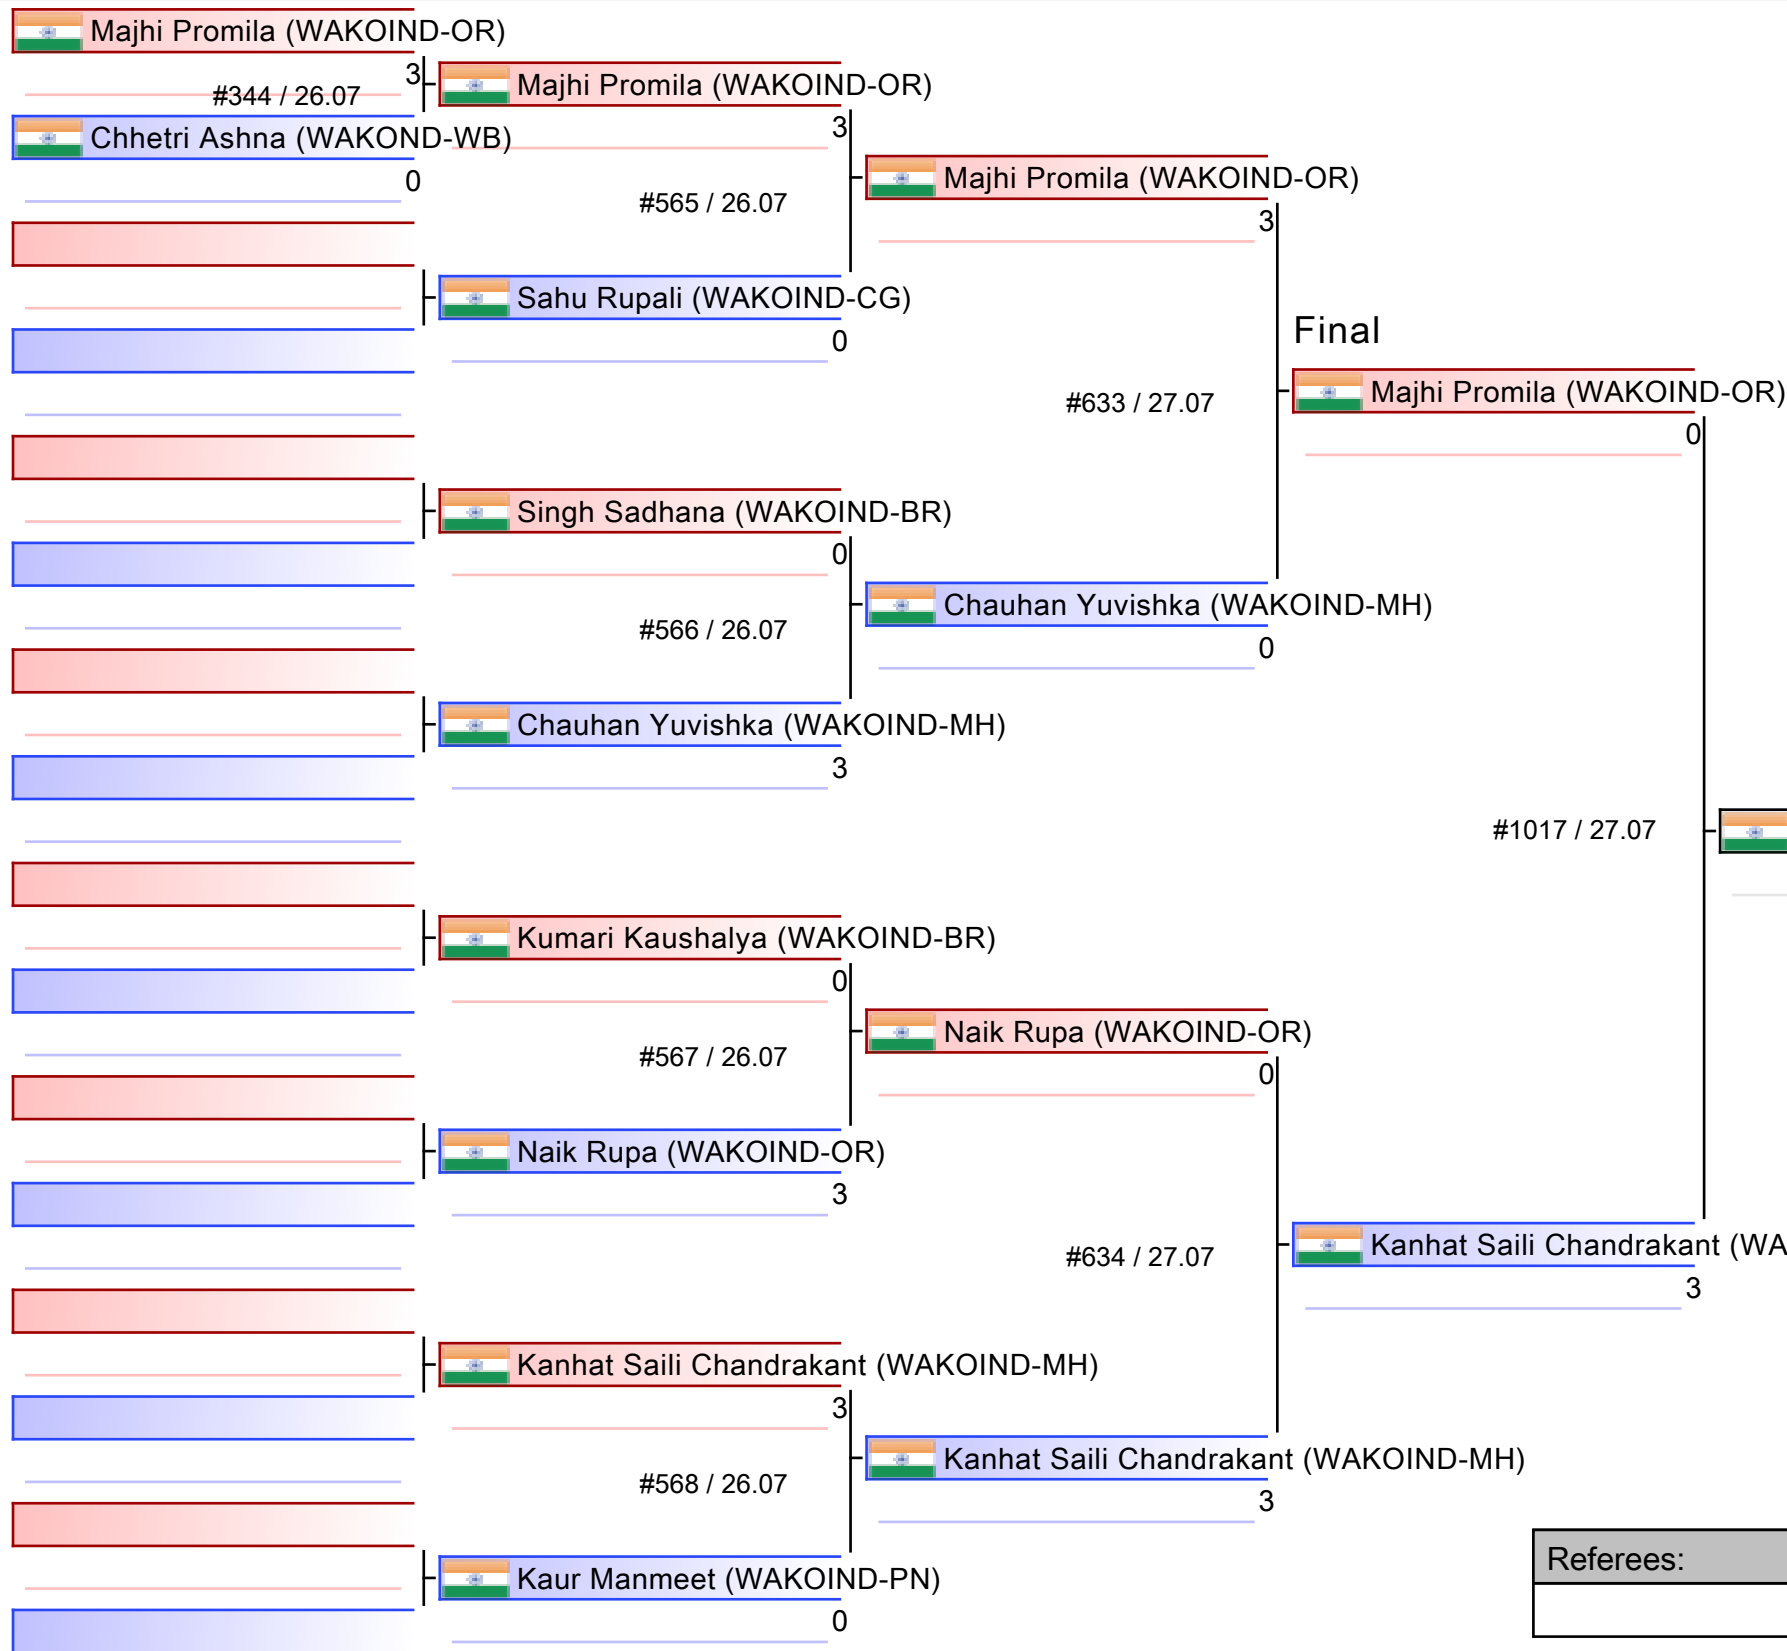 Majhi Promila (WAKOIND-OR)
3
#344 / 26.07
Chhetri Ashna (WAKOND-WB)
0
Majhi Promila (WAKOIND-OR)
3
#565 / 26.07
Sahu Rupali (WAKOIND-CG)
0
Singh Sadhana (WAKOIND-BR)
0
#566 / 26.07
Chauhan Yuvishka (WAKOIND-MH)
3
Kumari Kaushalya (WAKOIND-BR)
0
#567 / 26.07
Naik Rupa (WAKOIND-OR)
3
Kanhat Saili Chandrakant (WAKOIND-MH)
3
#568 / 26.07
Kaur Manmeet (WAKOIND-PN)
0
Majhi Promila (WAKOIND-OR)
3
#633 / 27.07
Chauhan Yuvishka (WAKOIND-MH)
0
Naik Rupa (WAKOIND-OR)
0
#634 / 27.07
Kanhat Saili Chandrakant (WAKOIND-MH)
3
Final
Majhi Promila (WAKOIND-OR)
0
#1017 / 27.07
Kanhat Saili Chandrakant (WA
3
Referees: